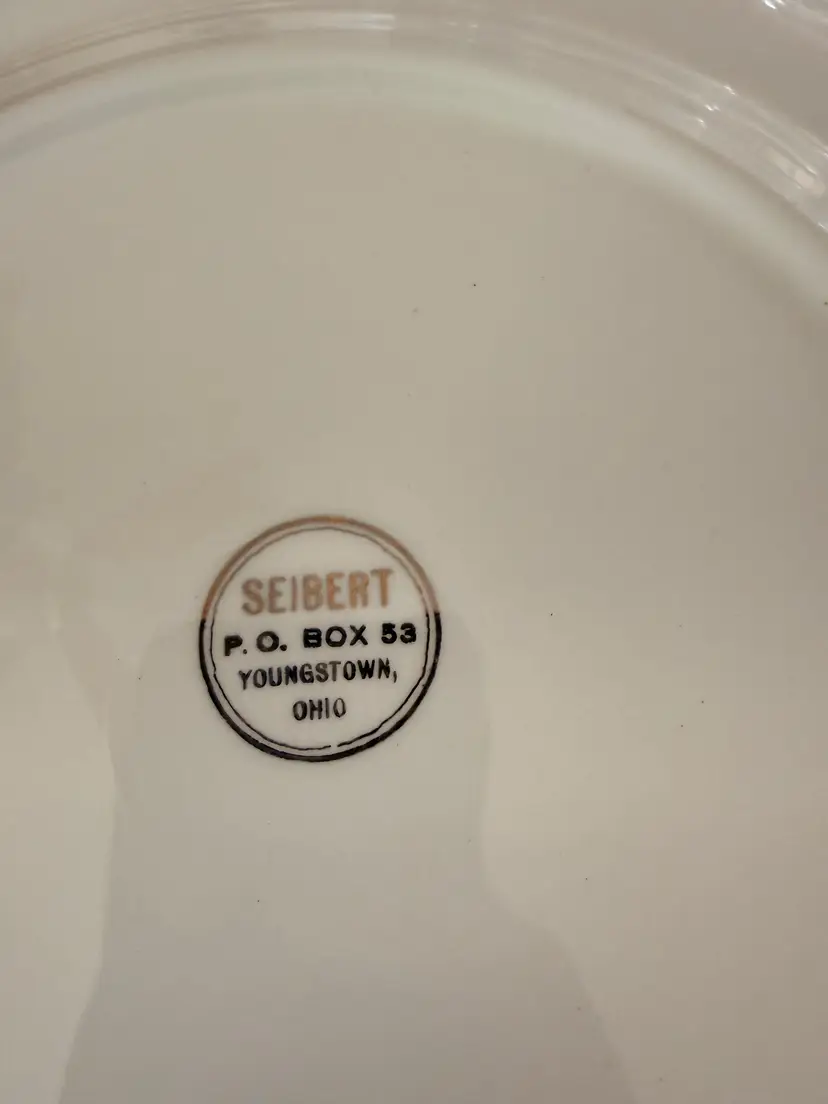 SEIBERT
P. O. BOX 53
YOUNGSTOWN,
OHIO